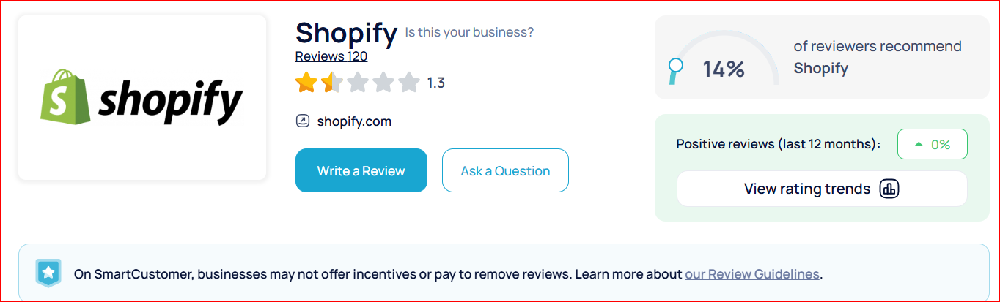 S shopify
Shopify Is this your business?
Reviews 120
1.3
shopify.com
Write a Review
Ask a Question
14%
of reviewers recommend
Shopify
Positive reviews (last 12 months):
0%
View rating trends
On SmartCustomer, businesses may not offer incentives or pay to remove reviews. Learn more about our Review Guidelines.